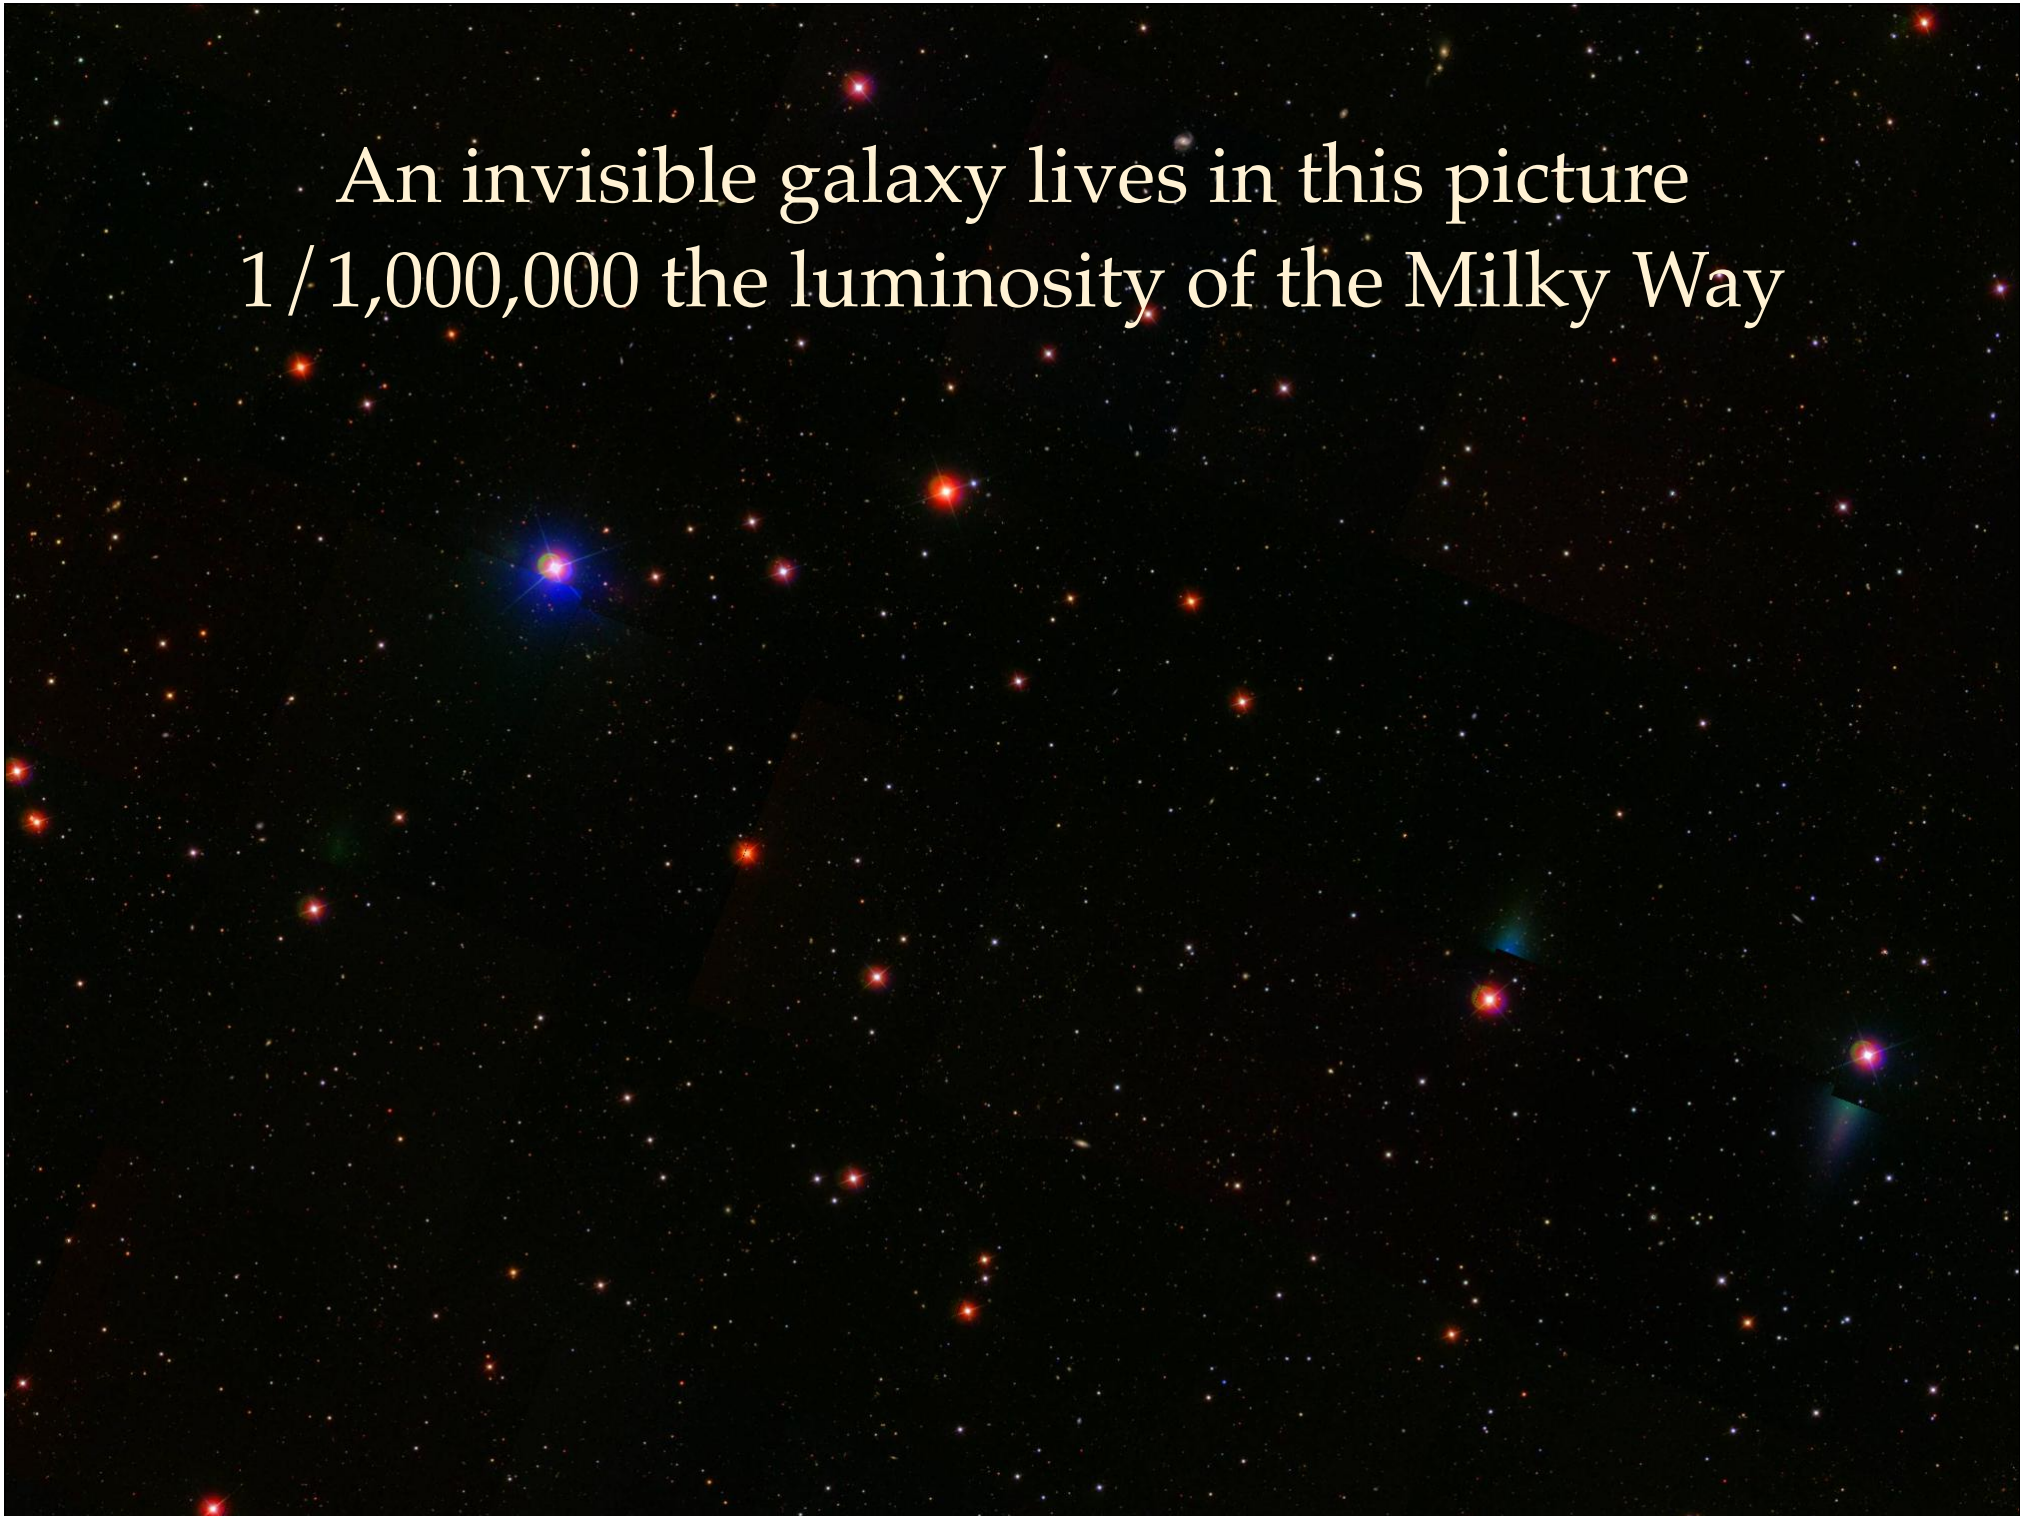 An invisible galaxy lives in this picture
1/1,000,000 the luminosity of the Milky Way